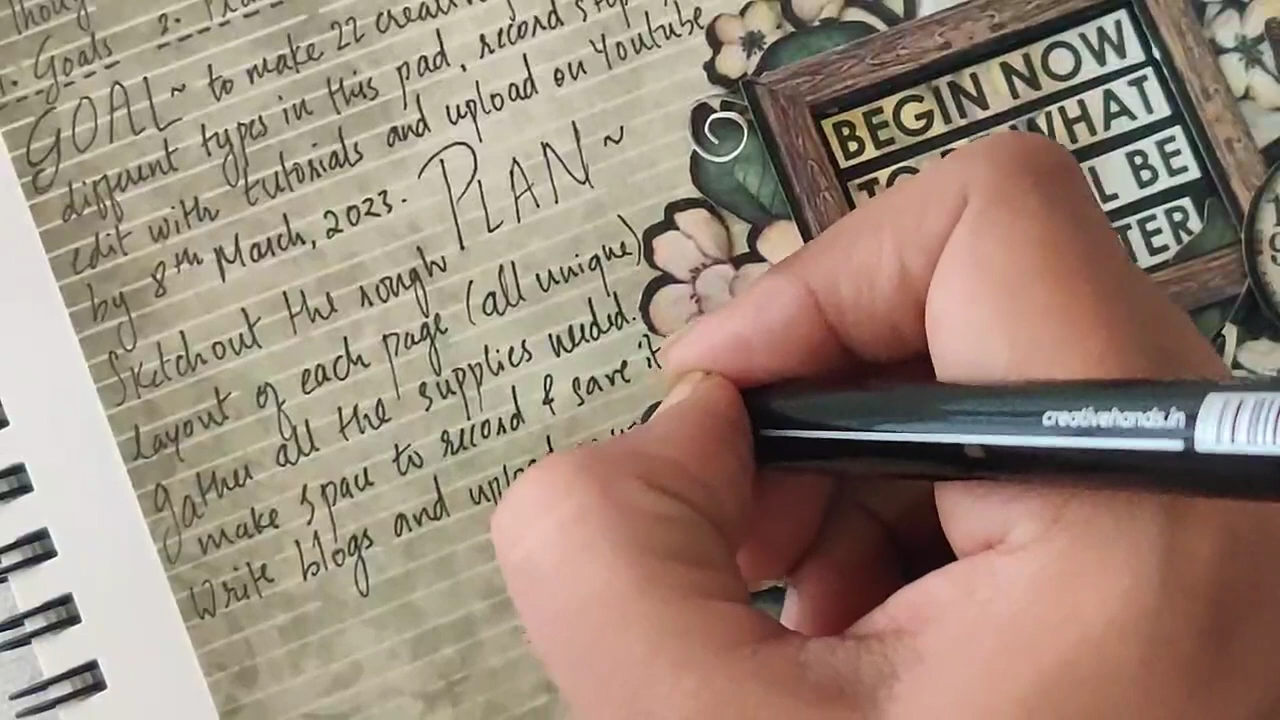 1. Goals 2.
GOAL ~ to make 22
different types in this pad, record
edit with tutorials and upload on Youtube
by 8th March, 2023.
PLAN ~
Sketchout the rough
layout of each page (all unique)
gather all the supplies needed.
make space to record & save it
Write blogs and upload
BEGIN NOW
WHAT
BE
creativehands.in